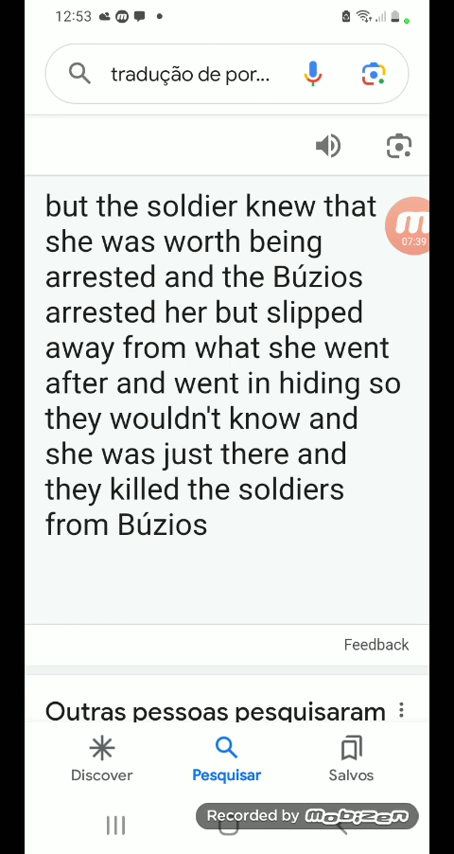 12:53
tradução de por...
but the soldier knew that
she was worth being
arrested and the Búzios
arrested her but slipped
away from what she went
after and went in hiding so
they wouldn't know and
she was just there and
they killed the soldiers
from Búzios
07:39
Feedback
Outras pessoas pesquisaram
Discover
Pesquisar
Salvos
Recorded by mobizen